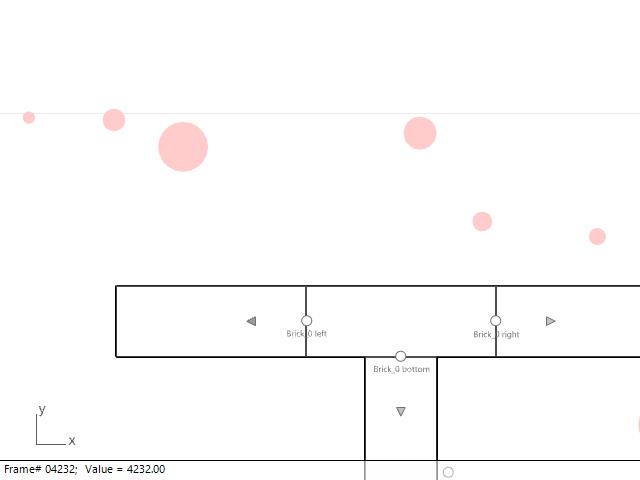 Brick_0 left
Brick_0 right
Brick_0 bottom
y
x
Frame# 04232; Value = 4232.00